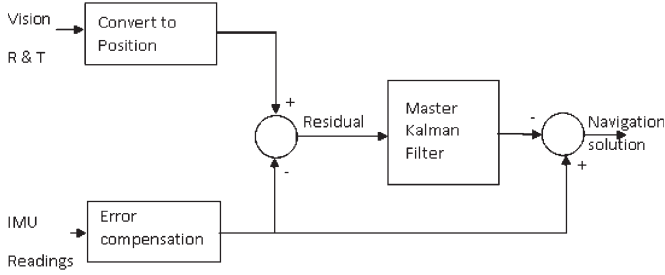 Vision
R & T
Convert to
Position
+
Residual
-
Master
Kalman
Filter
-
Navigation
solution
+
IMU
Readings
Error
compensation